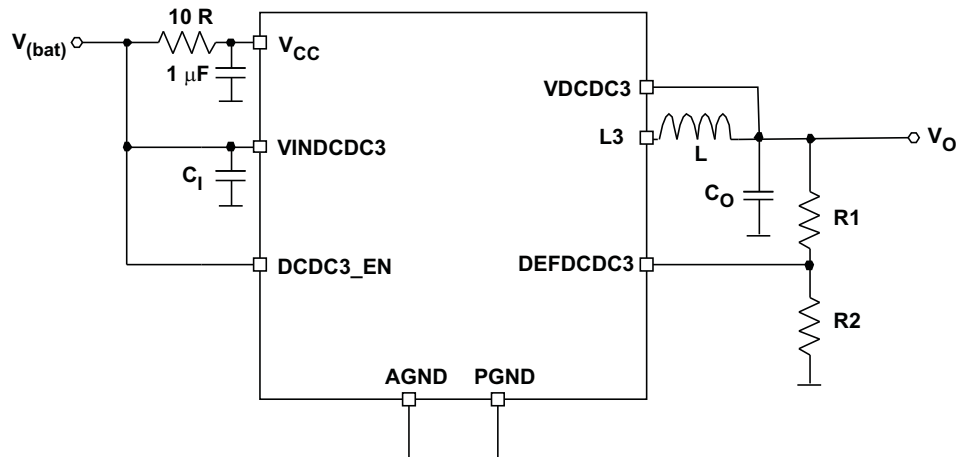 10 R
V(bat)
VCC
1 μF
VDCDC3
L3
VO
VINDCDC3
L
CI
CO
R1
DCDC3_EN
DEFDCDC3
R2
AGND
PGND